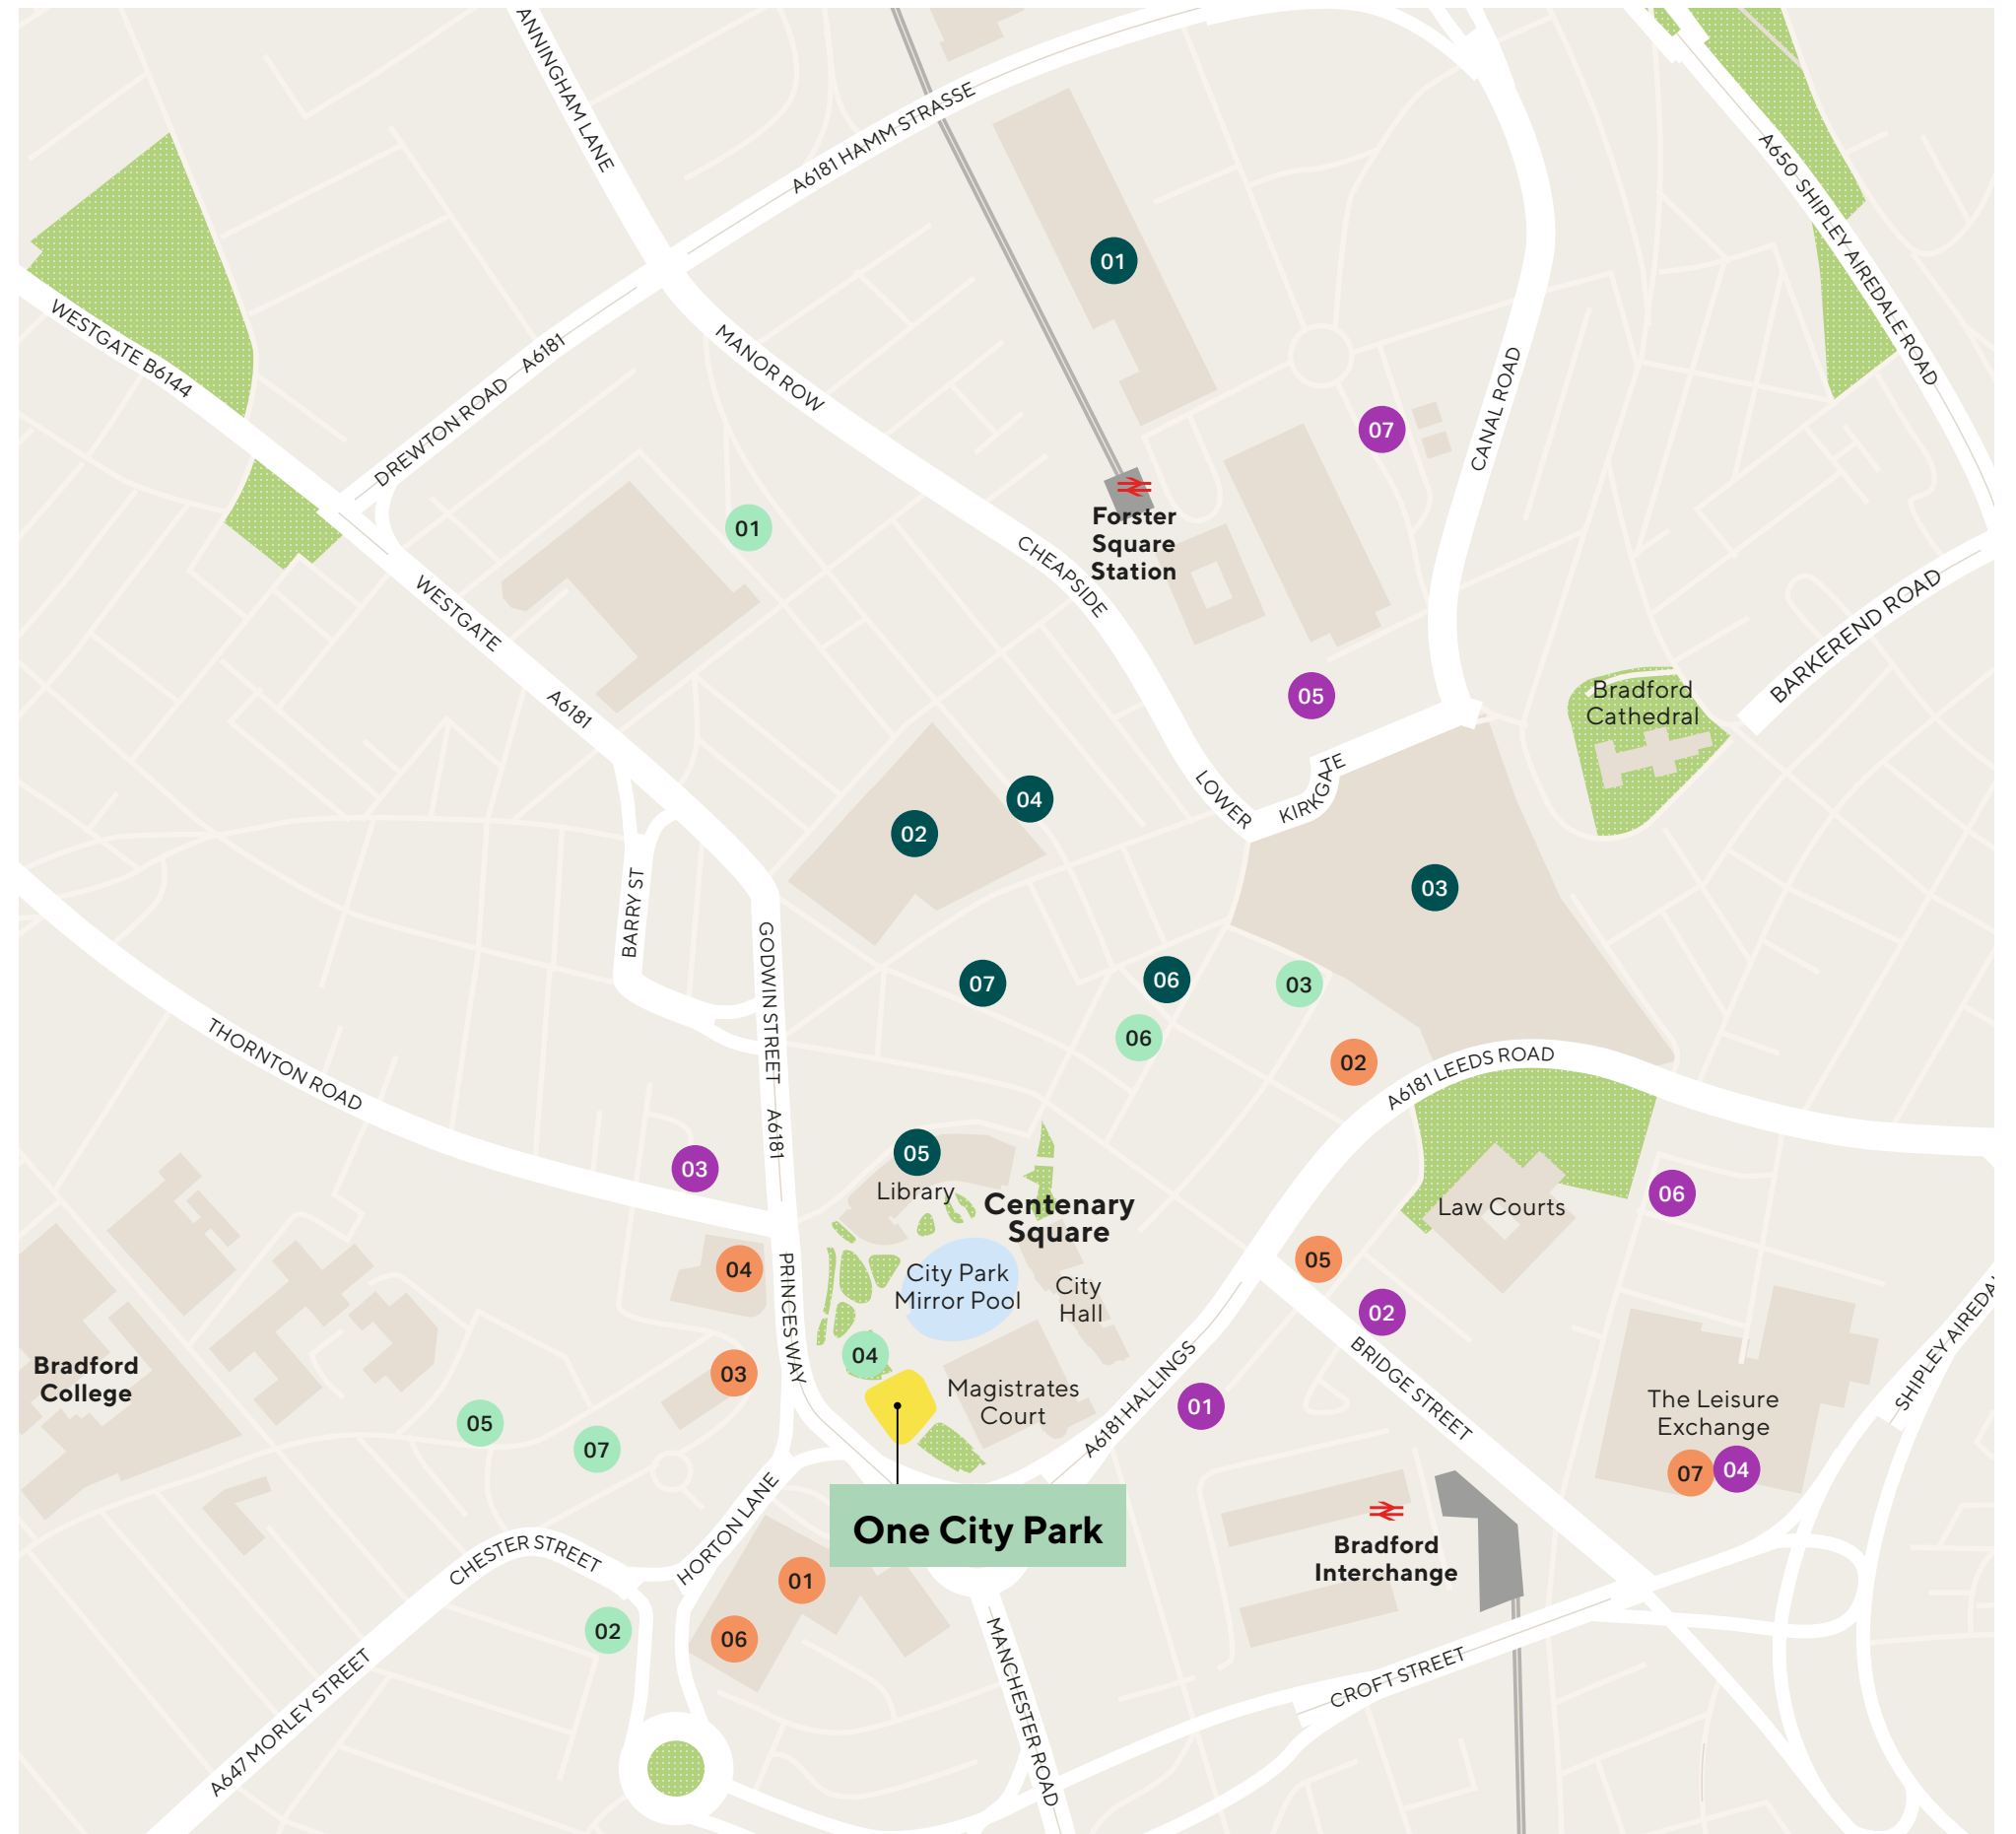 ANNINGHAM LANE
A6181 HAMM STRASSE
A650 SHIPLEY AIREDALE ROAD
01
WESTGATE B6144
DREWTON ROAD A6181
MANOR ROW
CANAL ROAD
07
01
Forster
Square
Station
CHEAPSIDE
WESTGATE
A6181
BARKEREND ROAD
05
Bradford
Cathedral
LOWER
KIRKGATE
04
02
03
BARRY ST
GODWIN STREET
A6181
07
06
03
06
02
THORNTON ROAD
A6181 LEEDS ROAD
03
05
Library
Centenary
Square
Law Courts
06
04
PRINCES WAY
City Park
Mirror Pool
City
Hall
05
02
04
03
Bradford
College
Magistrates
Court
A6181 HALLINGS
01
BRIDGE STREET
The Leisure
Exchange
07
04
SHIPLEY AIREDA
05
07
HORTON LANE
One City Park
Bradford
Interchange
CHESTER STREET
01
02
06
A647 MORLEY STREET
MANCHESTER ROAD
CROFT STREET